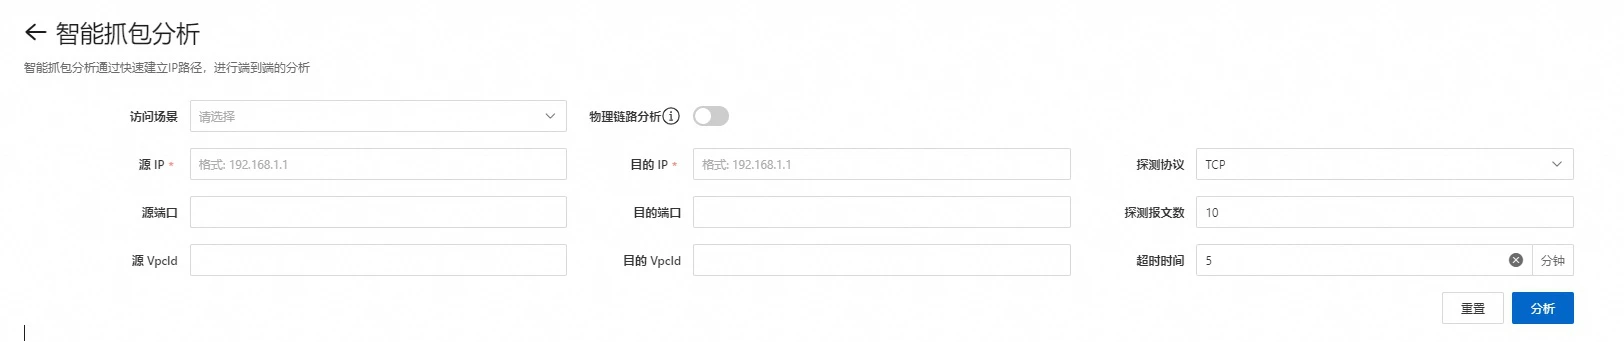 智能抓包分析
智能抓包分析通过快速建立IP路径，进行端到端的分析
访问场景 请选择 物理链路分析
源 IP * 格式: 192.168.1.1 目的 IP * 格式: 192.168.1.1 探测协议 TCP
源端口 目的端口 探测报文数 10
源 VpcId 目的 VpcId 超时时间 5 分钟
重置 分析